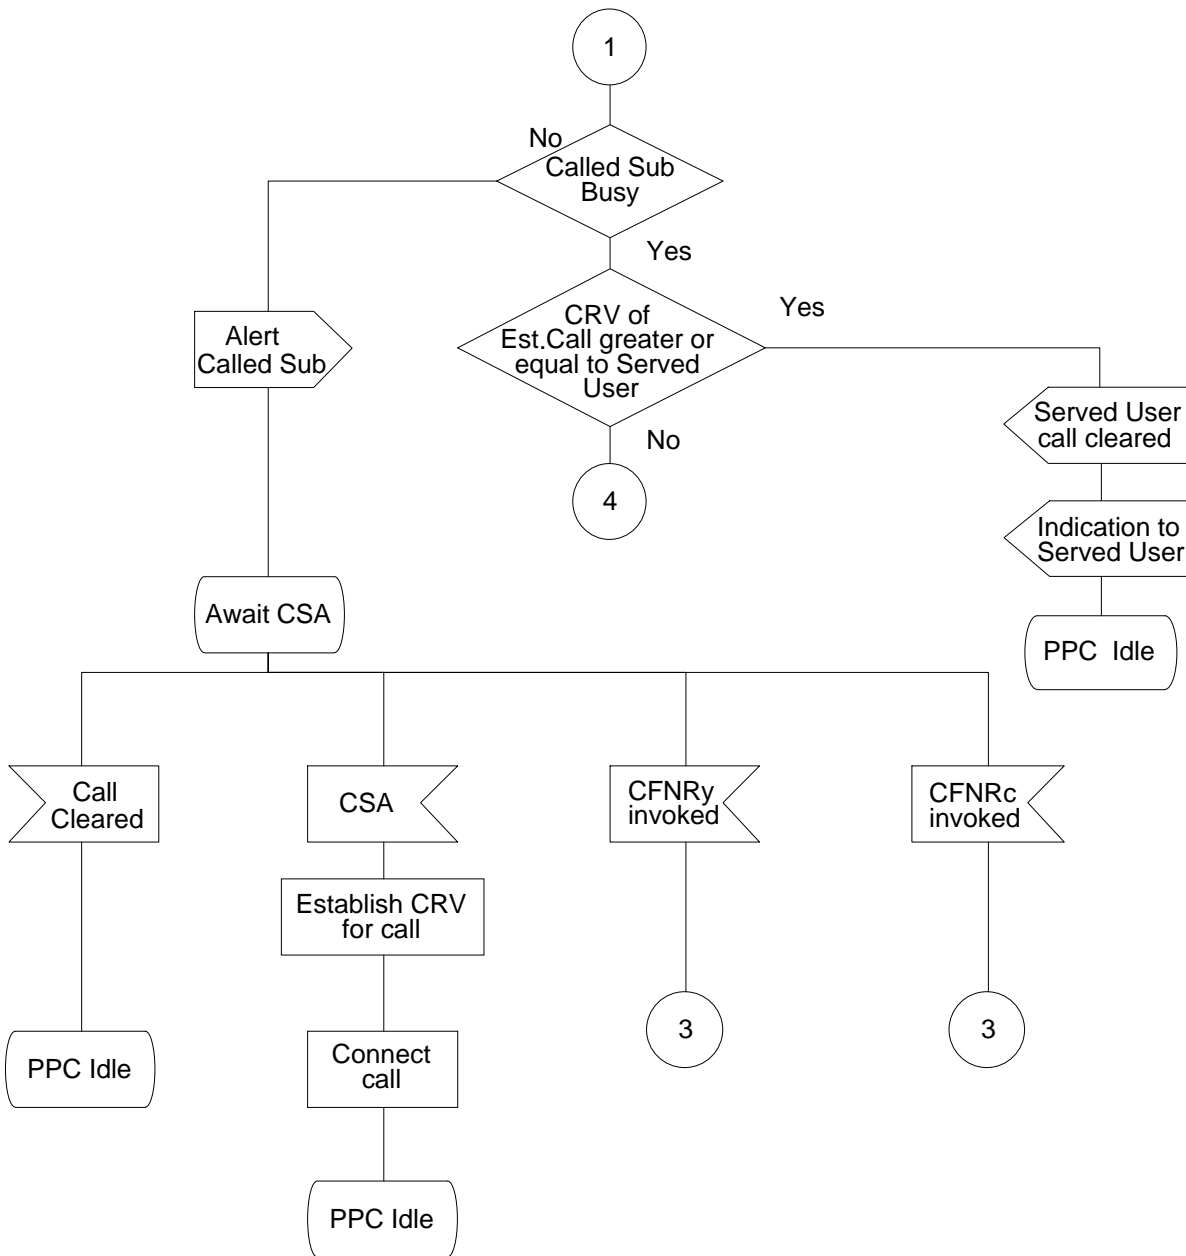 1
No
Called Sub
Busy
Yes
CRV of
Est.Call greater or
equal to Served
User
Yes
Alert
Called Sub
No
Served User
call cleared
4
Indication to
Served User
Await CSA
PPC Idle
Call
Cleared
CSA
CFNRy
invoked
CFNRc
invoked
Establish CRV
for call
3
3
PPC Idle
Connect
call
PPC Idle